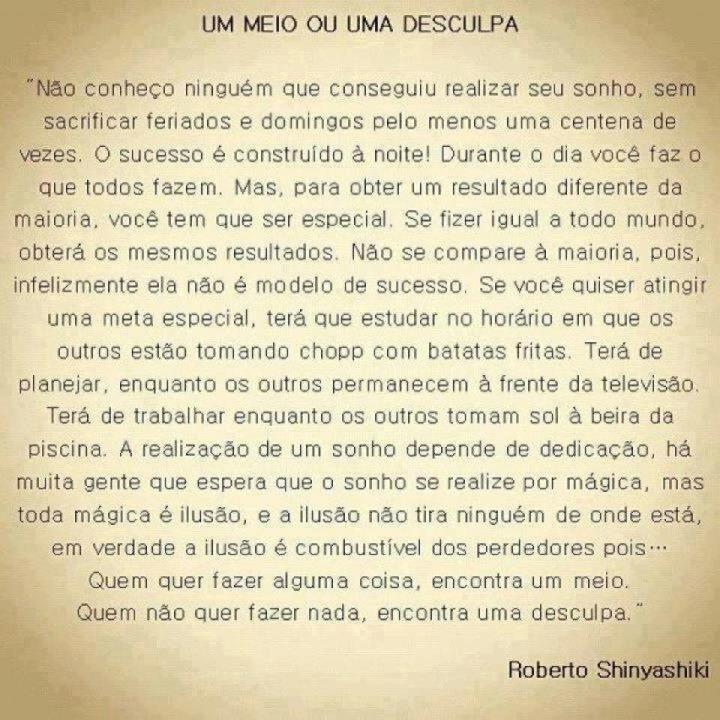 UM MEIO OU UMA DESCULPA
"Não conheço ninguém que conseguiu realizar seu sonho, sem
sacrificar feriados e domingos pelo menos uma centena de
vezes. O sucesso é construído à noite! Durante o dia você faz o
que todos fazem. Mas, para obter um resultado diferente da
maioria, você tem que ser especial. Se fizer igual a todo mundo,
obterá os mesmos resultados. Não se compare à maioria, pois,
infelizmente ela não é modelo de sucesso. Se você quiser atingir
uma meta especial, terá que estudar no horário em que os
outros estão tomando chopp com batatas fritas. Terá de
planejar, enquanto os outros permanecem à frente da televisão.
Terá de trabalhar enquanto os outros tomam sol à beira da
piscina. A realização de um sonho depende de dedicação, há
muita gente que espera que o sonho se realize por mágica, mas
toda mágica é ilusão, e a ilusão não tira ninguém de onde está,
em verdade a ilusão é combustível dos perdedores pois…
Quem quer fazer alguma coisa, encontra um meio.
Quem não quer fazer nada, encontra uma desculpa."
Roberto Shinyashiki